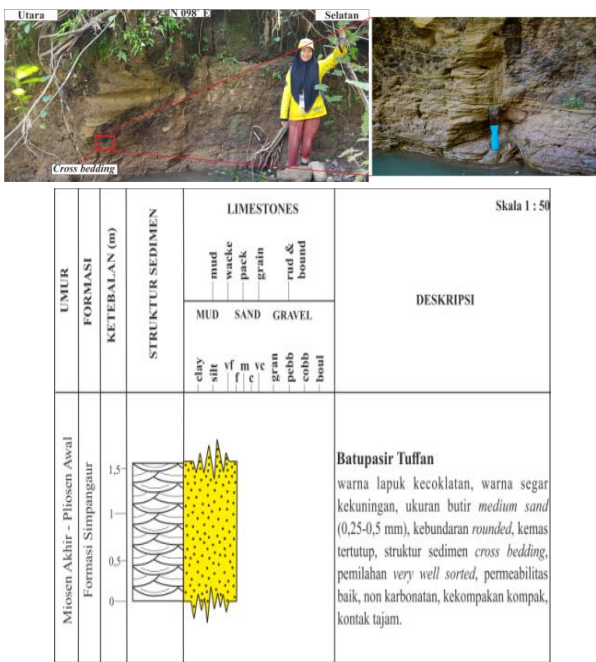 Utara
N 098° E
Selatan
Cross bedding
UMUR
FORMASI
KETEBALAN (m)
STRUKTUR SEDIMEN
LIMESTONES
mud
wacke
pack
grain
rud &
bound
MUD SAND GRAVEL
clay
silt
vf
f
m
c
vc
gran
pebb
cobb
boul
Skala 1 : 50
DESKRIPSI
Miosen Akhir - Pliosen Awal
Formasi Simpangaur
1,5
1
0,5
0
Batupasir Tuffan
warna lapuk kecoklatan, warna segar
kekuningan, ukuran butir medium sand
(0,25-0,5 mm), kebundaran rounded, kemas
tertutup, struktur sedimen cross bedding,
pemilahan very well sorted, permeabilitas
baik, non karbonatan, kekompakan kompak,
kontak tajam.